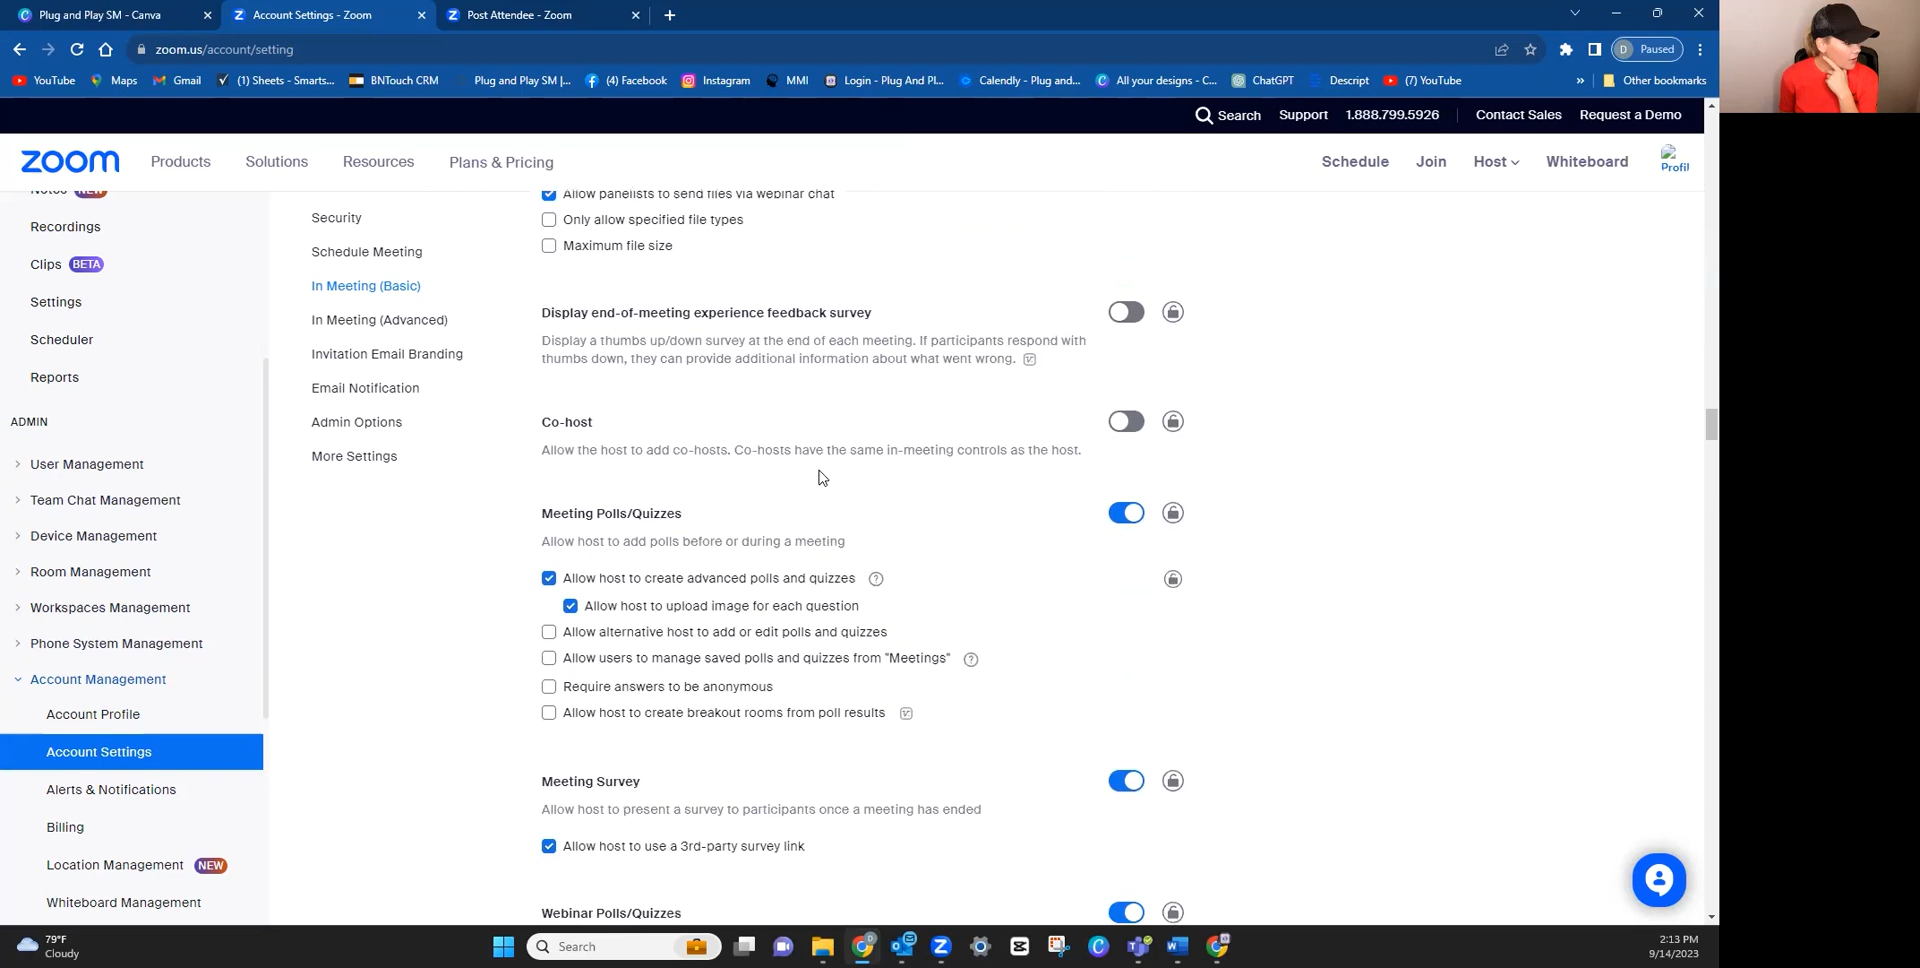 Plug and Play SM - Canva
Account Settings - Zoom
Post Attendee - Zoom
zoom.us/account/setting
D Paused
YouTube
Maps
Gmail
(1) Sheets - Smarts...
BNTouch CRM
Plug and Play SM |...
(4) Facebook
Instagram
MMI
Login - Plug And Pl...
Calendly - Plug and...
All your designs - C...
ChatGPT
Descript
(7) YouTube
»
Other bookmarks
Search
Support
1.888.799.5926
Contact Sales
Request a Demo
zoom
Products
Solutions
Resources
Plans & Pricing
Schedule
Join
Host
Whiteboard
Profil
Notes NEW
Recordings
Clips BETA
Settings
Scheduler
Reports
ADMIN
User Management
Team Chat Management
Device Management
Room Management
Workspaces Management
Phone System Management
Account Management
Account Profile
Account Settings
Alerts & Notifications
Billing
Location Management NEW
Whiteboard Management
Security
Schedule Meeting
In Meeting (Basic)
In Meeting (Advanced)
Invitation Email Branding
Email Notification
Admin Options
More Settings
Allow panelists to send files via webinar chat
Only allow specified file types
Maximum file size
Display end-of-meeting experience feedback survey
Display a thumbs up/down survey at the end of each meeting. If participants respond with
thumbs down, they can provide additional information about what went wrong.
Co-host
Allow the host to add co-hosts. Co-hosts have the same in-meeting controls as the host.
Meeting Polls/Quizzes
Allow host to add polls before or during a meeting
Allow host to create advanced polls and quizzes ?
Allow host to upload image for each question
Allow alternative host to add or edit polls and quizzes
Allow users to manage saved polls and quizzes from "Meetings" ?
Require answers to be anonymous
Allow host to create breakout rooms from poll results
Meeting Survey
Allow host to present a survey to participants once a meeting has ended
Allow host to use a 3rd-party survey link
Webinar Polls/Quizzes
79°F
Cloudy
Search
2:13 PM
9/14/2023